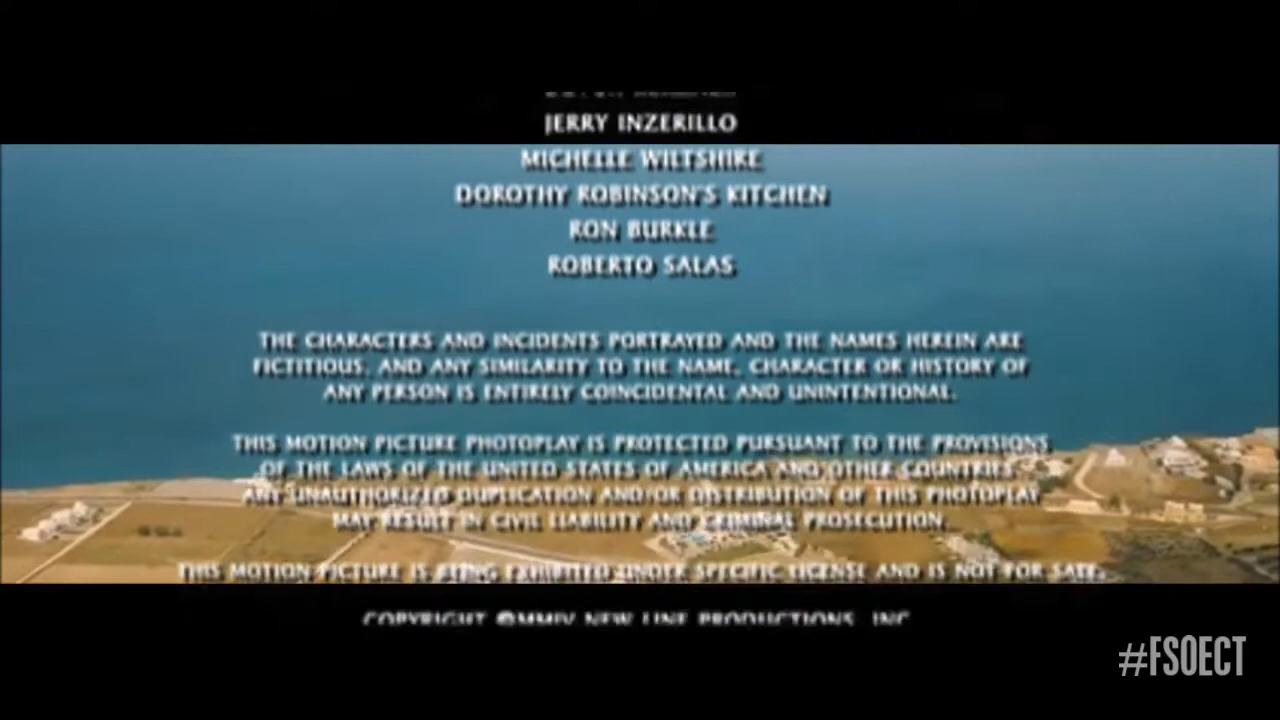 JERRY INZERILLO
MICHELLE WILTSHIRE
DOROTHY ROBINSON'S KITCHEN
RON BURKLE
ROBERTO SALAS
THE CHARACTERS AND INCIDENTS PORTRAYED AND THE NAMES HEREIN ARE
FICTITIOUS, AND ANY SIMILARITY TO THE NAME, CHARACTER OR HISTORY OF
ANY PERSON IS ENTIRELY COINCIDENTAL AND UNINTENTIONAL.
THIS MOTION PICTURE PHOTOPLAY IS PROTECTED PURSUANT TO THE PROVISIONS
OF THE LAWS OF THE UNITED STATES OF AMERICA AND OTHER COUNTRIES.
ANY UNAUTHORIZED DUPLICATION AND/OR DISTRIBUTION OF THIS PHOTOPLAY
MAY RESULT IN CIVIL LIABILITY AND CRIMINAL PROSECUTION.
THIS MOTION PICTURE IS BEING EXHIBITED UNDER SPECIFIC LICENSE AND IS NOT FOR SALE.
COPYRIGHT ©MMIV NEW LINE PRODUCTIONS, INC
#FSOECT